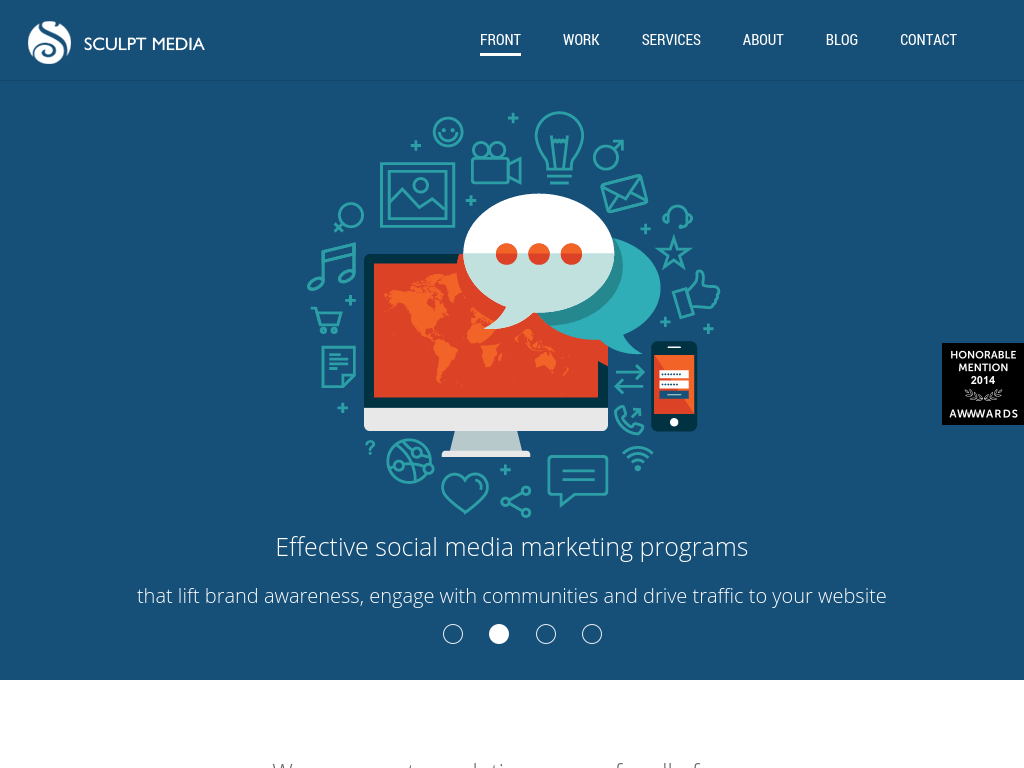 SCULPT MEDIA
FRONT WORK SERVICES ABOUT BLOG CONTACT
HONORABLE
MENTION
2014
AWWWARDS
?
Effective social media marketing programs
that lift brand awareness, engage with communities and drive traffic to your website